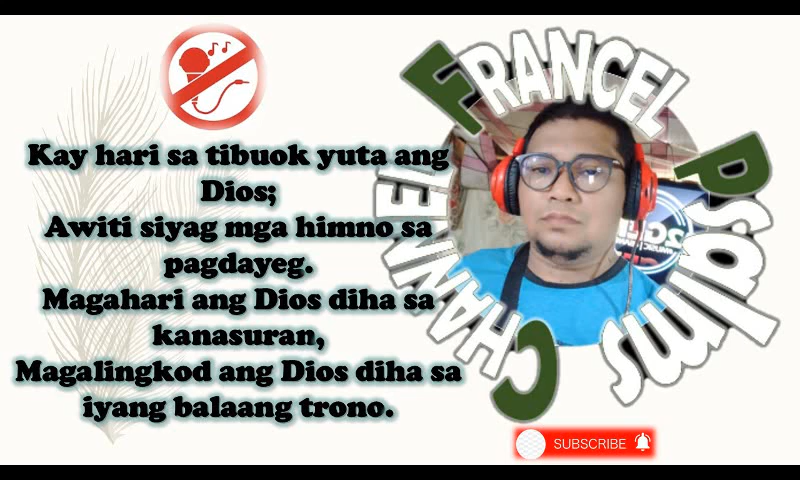 Kay hari sa tibuok yuta ang
Dios;
Awiti siyag mga himno sa
pagdayeg.
Magahari ang Dios diha sa
kanasuran,
Magalingkod ang Dios diha sa
iyang balaang trono.
FRANCEL Psalms CHANNEL
SUBSCRIBE